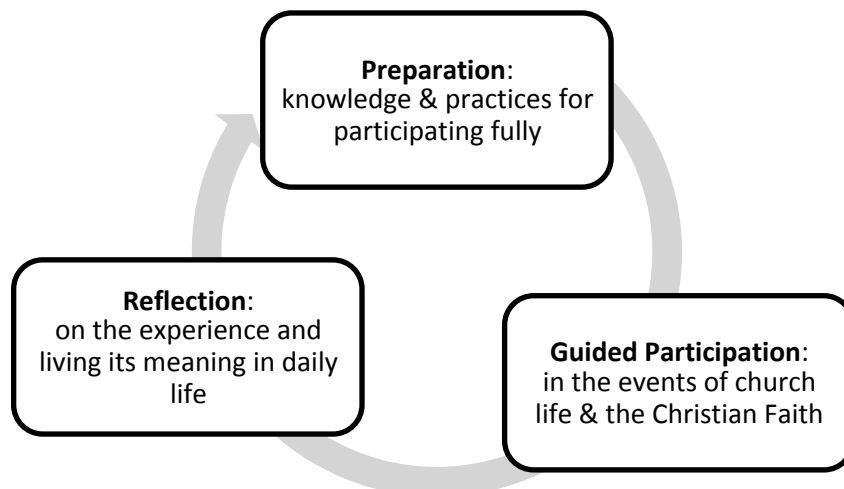 Preparation:
knowledge & practices for
participating fully
Guided Participation:
in the events of church
life & the Christian Faith
Reflection:
on the experience and
living its meaning in daily
life